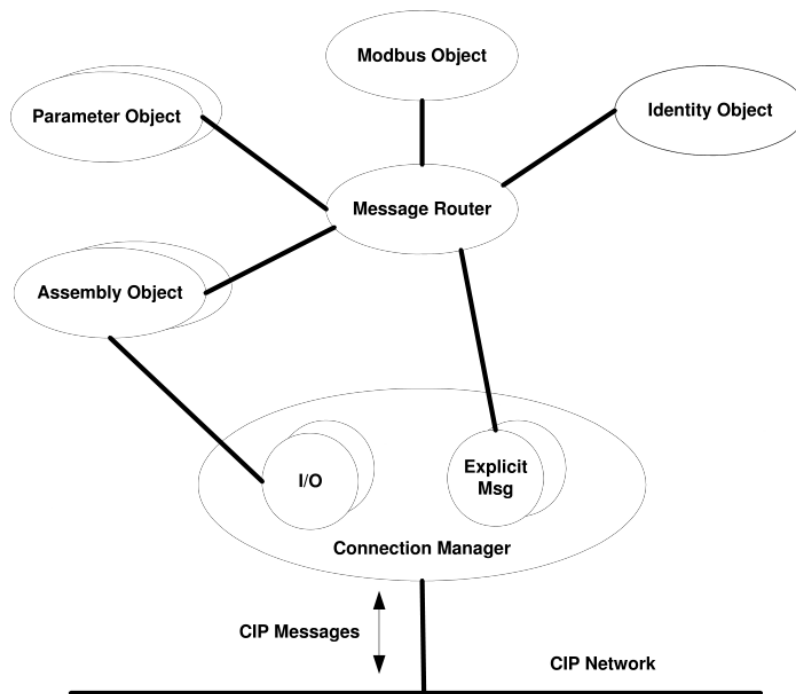 Modbus Object
Parameter Object
Identity Object
Message Router
Assembly Object
I/O
Explicit
Msg
Connection Manager
CIP Messages
CIP Network